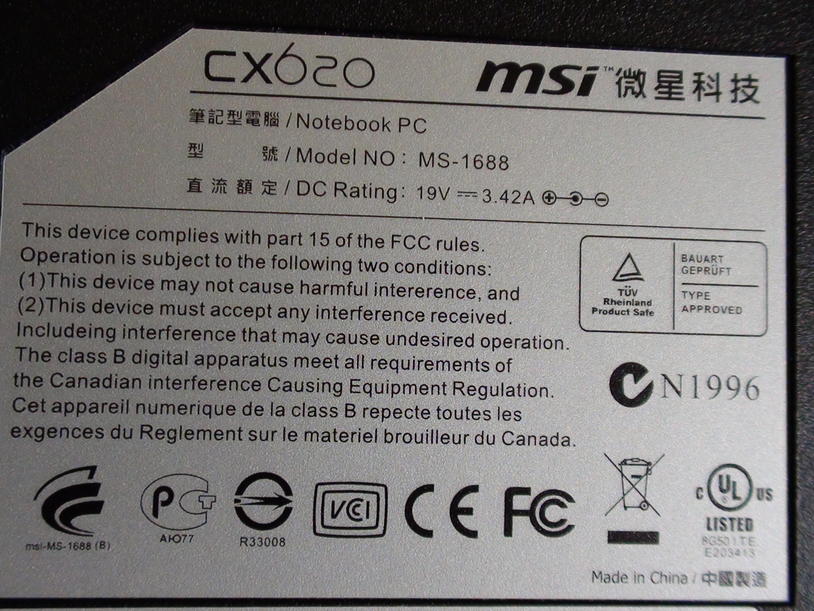 CX620
msi™ 微星科技
筆記型電腦 / Notebook PC
型 號 / Model NO : MS-1688
直流額定 / DC Rating: 19V ⎓ 3.42A
This device complies with part 15 of the FCC rules.
Operation is subject to the following two conditions:
(1)This device may not cause harmful intererence, and
(2)This device must accept any interference received.
Includeing interference that may cause undesired operation.
The class B digital apparatus meet all requirements of
the Canadian interference Causing Equipment Regulation.
Cet appareil numerique de la class B repecte toutes les
exgences du Reglement sur le materiel brouilleur du Canada.
TÜV
Rheinland
Product Safe
BAUART
GEPRÜFT
TYPE
APPROVED
N1996
msi-MS-1688 (B)
PCT
АЮ77
R33008
VCI
CE
FC
C UL US
LISTED
E203413
Made in China / 中國製造